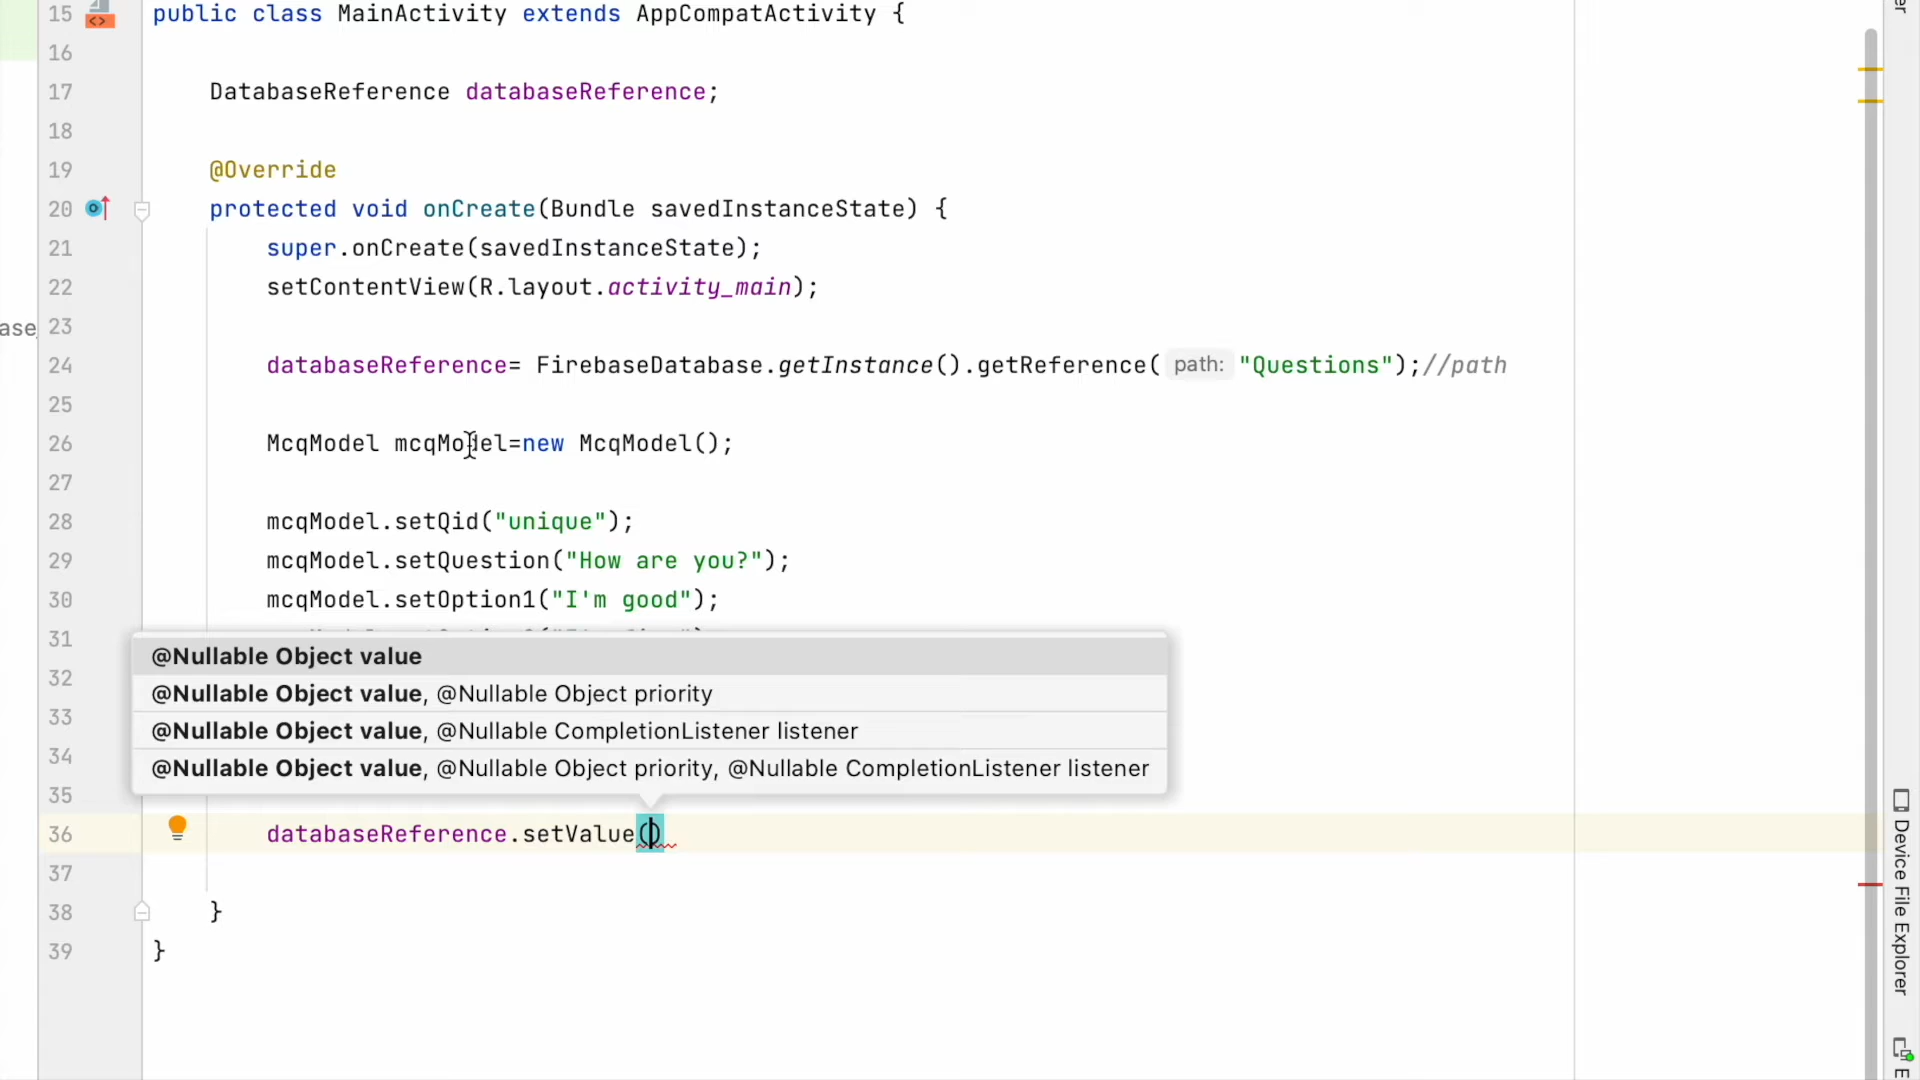 15 public class MainActivity extends AppCompatActivity {
16
17 DatabaseReference databaseReference;
18
19 @Override
20 protected void onCreate(Bundle savedInstanceState) {
21 super.onCreate(savedInstanceState);
22 setContentView(R.layout.activity_main);
ase 23
24 databaseReference= FirebaseDatabase.getInstance().getReference( path: "Questions");//path
25
26 McqModel mcqModel=new McqModel();
27
28 mcqModel.setQid("unique");
29 mcqModel.setQuestion("How are you?");
30 mcqModel.setOption1("I'm good");
31
@Nullable Object value
32
@Nullable Object value, @Nullable Object priority
33
@Nullable Object value, @Nullable CompletionListener listener
34
@Nullable Object value, @Nullable Object priority, @Nullable CompletionListener listener
35
36 databaseReference.setValue()
37
38 }
39 }
Device File Explorer